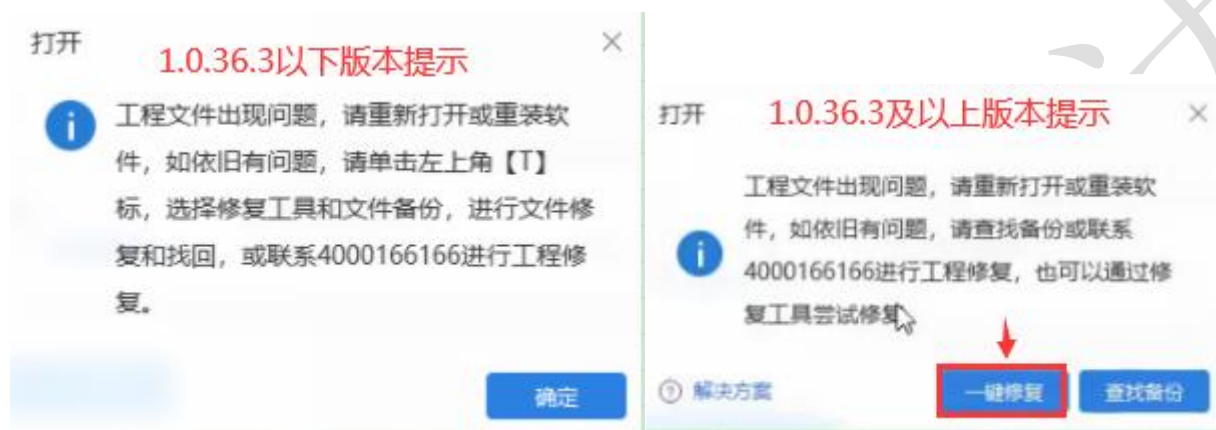 打开
1.0.36.3以下版本提示
工程文件出现问题，请重新打开或重装软
件，如依旧有问题，请单击左上角【T】
标，选择修复工具和文件备份，进行文件修
复和找回，或联系4000166166进行工程修
复。
确定
打开
1.0.36.3及以上版本提示
工程文件出现问题，请重新打开或重装软
件，如依旧有问题，请查找备份或联系
4000166166进行工程修复，也可以通过修
复工具尝试修复
解决方案
一键修复
查找备份